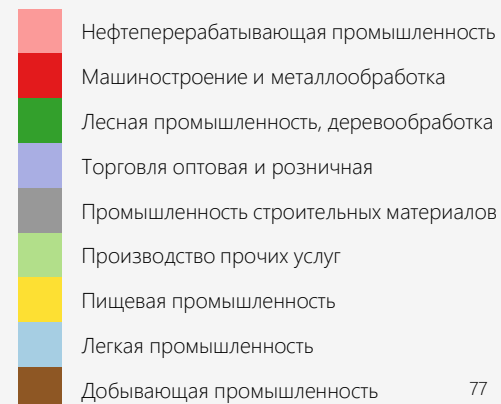 Нефтеперерабатывающая промышленность
Машиностроение и металлообработка
Лесная промышленность, деревообработка
Торговля оптовая и розничная
Промышленность строительных материалов
Производство прочих услуг
Пищевая промышленность
Легкая промышленность
Добывающая промышленность 77